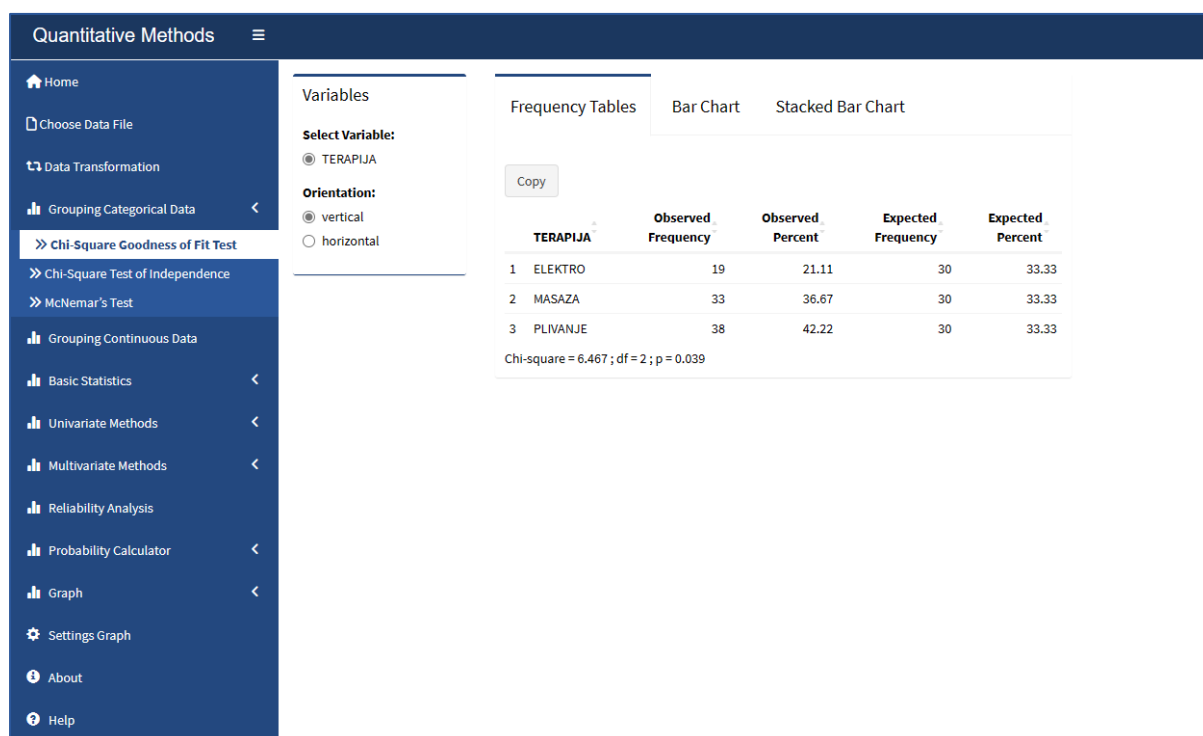 Quantitative Methods
Home
Choose Data File
Data Transformation
Grouping Categorical Data
Chi-Square Goodness of Fit Test
Chi-Square Test of Independence
McNemar's Test
Grouping Continuous Data
Basic Statistics
Univariate Methods
Multivariate Methods
Reliability Analysis
Probability Calculator
Graph
Settings Graph
About
Help
Variables
Select Variable:
TERAPIJA
Orientation:
vertical
horizontal
Frequency Tables Bar Chart Stacked Bar Chart
Copy
Observed Observed Expected Expected
TERAPIJA Frequency Percent Frequency Percent
1 ELEKTRO 19 21.11 30 33.33
2 MASAZA 33 36.67 30 33.33
3 PLIVANJE 38 42.22 30 33.33
Chi-square = 6.467 ; df = 2 ; p = 0.039